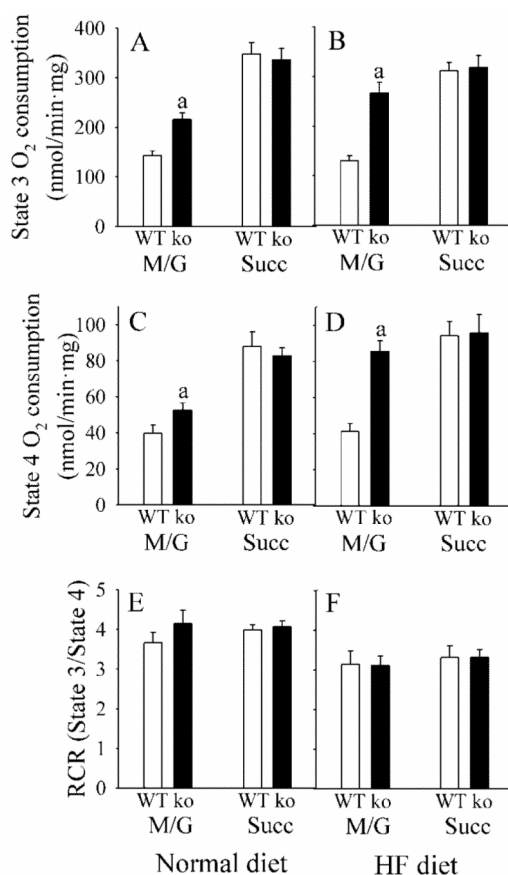 State 3 O2 consumption
(nmol/min·mg)
400
300
200
100
0
A
a
B
a
WT ko WT ko WT ko WT ko
M/G Succ M/G Succ
State 4 O2 consumption
(nmol/min·mg)
100
80
60
40
20
0
C
a
D
a
WT ko WT ko WT ko WT ko
M/G Succ M/G Succ
RCR (State 3/State 4)
5
4
3
2
1
0
E
F
WT ko WT ko WT ko WT ko
M/G Succ M/G Succ
Normal diet HF diet